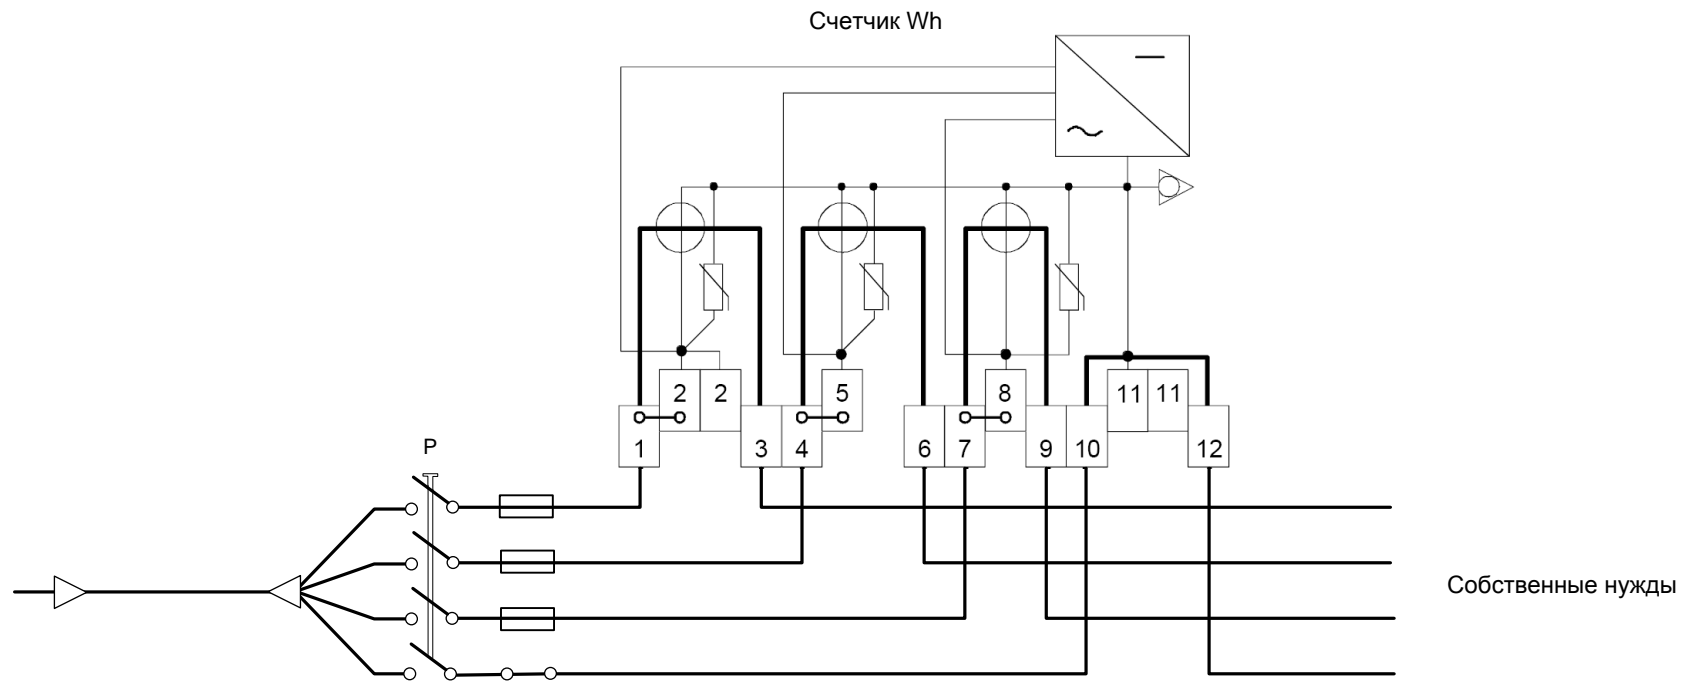 Счетчик Wh
2 2 5 8 11 11
1 3 4 6 7 9 10 12
P
Собственные нужды